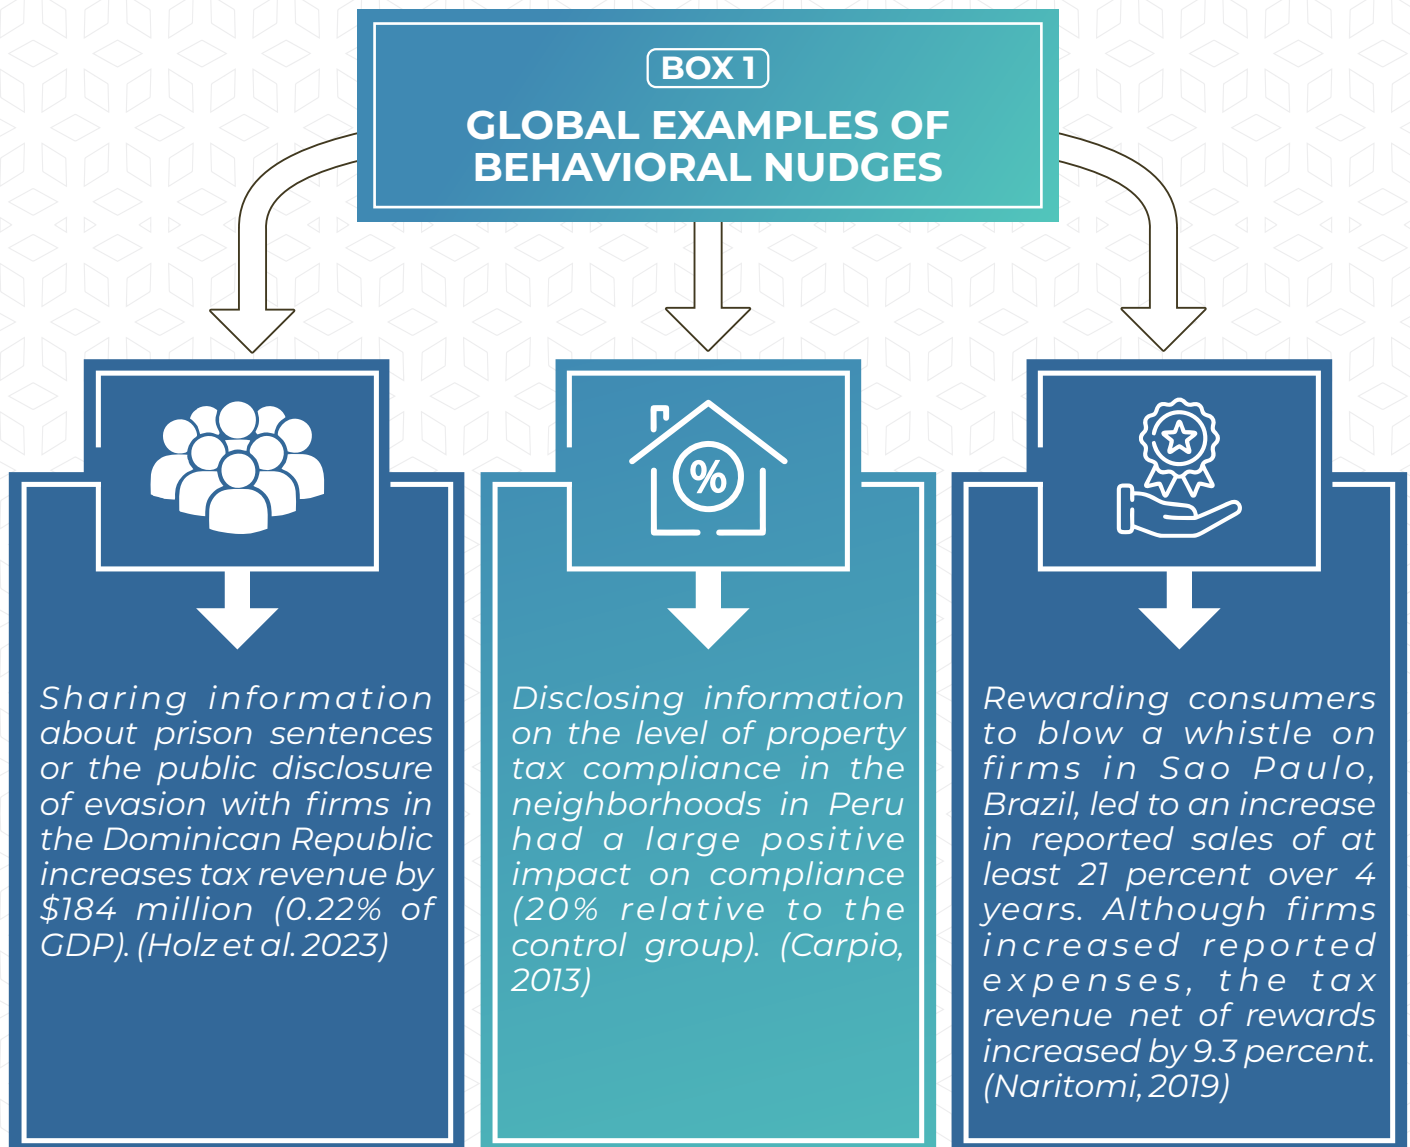 BOX 1
GLOBAL EXAMPLES OF
BEHAVIORAL NUDGES
%
Sharing information
about prison sentences
or the public disclosure
of evasion with firms in
the Dominican Republic
increases tax revenue by
$184 million (0.22% of
GDP). (Holz et al. 2023)
Disclosing information
on the level of property
tax compliance in the
neighborhoods in Peru
had a large positive
impact on compliance
(20% relative to the
control group). (Carpio,
2013)
Rewarding consumers
to blow a whistle on
firms in Sao Paulo,
Brazil, led to an increase
in reported sales of at
least 21 percent over 4
years. Although firms
increased reported
expenses, the tax
revenue net of rewards
increased by 9.3 percent.
(Naritomi, 2019)